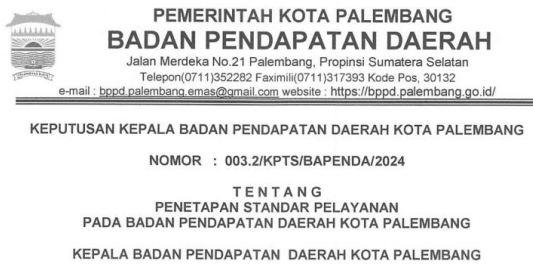 PEMERINTAH KOTA PALEMBANG
BADAN PENDAPATAN DAERAH
Jalan Merdeka No.21 Palembang, Propinsi Sumatera Selatan
Telepon(0711)352282 Faximili(0711)317393 Kode Pos, 30132
e-mail : bppd.palembang.emas@gmail.com website : https://bppd.palembang.go.id/
KEPUTUSAN KEPALA BADAN PENDAPATAN DAERAH KOTA PALEMBANG
NOMOR : 003.2/KPTS/BAPENDA/2024
T E N T A N G
PENETAPAN STANDAR PELAYANAN
PADA BADAN PENDAPATAN DAERAH KOTA PALEMBANG
KEPALA BADAN PENDAPATAN DAERAH KOTA PALEMBANG